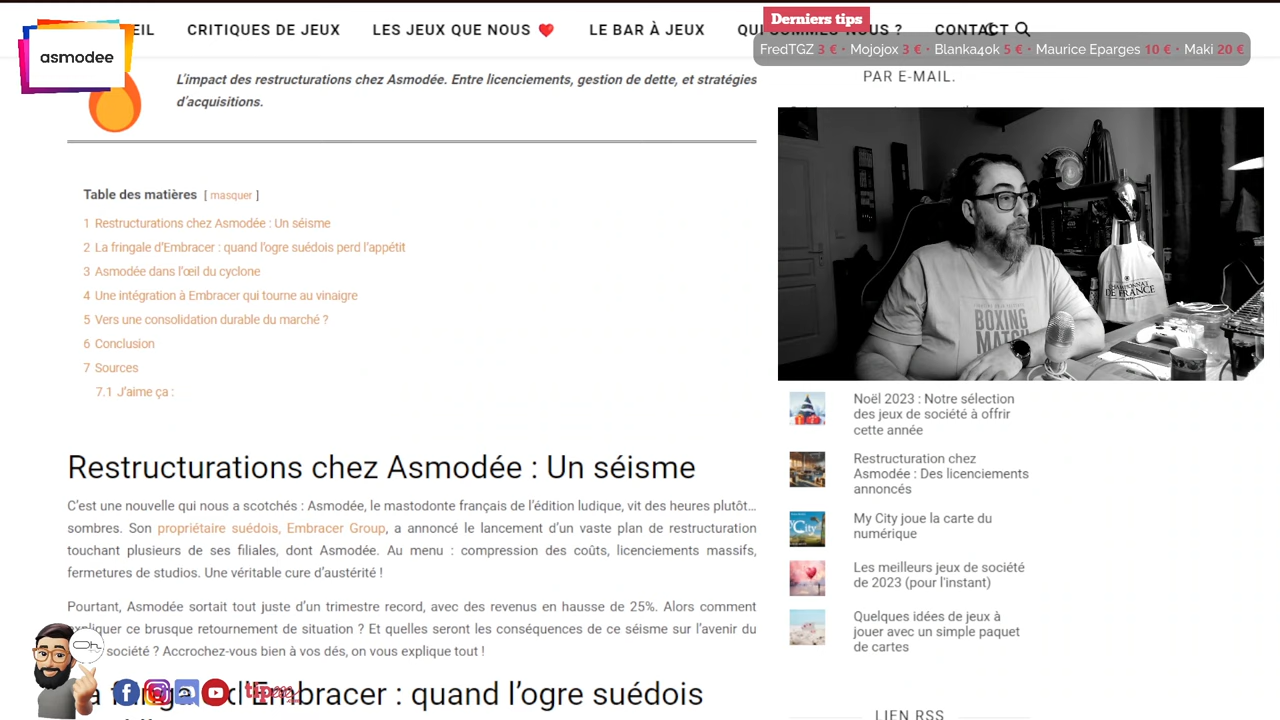 EIL
CRITIQUES DE JEUX
LES JEUX QUE NOUS
LE BAR À JEUX
QUI SOMMES-NOUS ?
CONTACT
Derniers tips
FredTGZ 3 € · Mojojox 3 € · Blanka40k 5 € · Maurice Eparges 10 € · Maki 20 €
asmodee
PAR E-MAIL.
L'impact des restructurations chez Asmodée. Entre licenciements, gestion de dette, et stratégies
d'acquisitions.
Table des matières [ masquer ]
1 Restructurations chez Asmodée : Un séisme
2 La fringale d'Embracer : quand l'ogre suédois perd l'appétit
3 Asmodée dans l'œil du cyclone
4 Une intégration à Embracer qui tourne au vinaigre
5 Vers une consolidation durable du marché ?
6 Conclusion
7 Sources
7.1 J'aime ça :
BOXING
MATCH
DE FRANCE
Noël 2023 : Notre sélection
des jeux de société à offrir
cette année
Restructuration chez
Asmodée : Des licenciements
annoncés
My City joue la carte du
numérique
Les meilleurs jeux de société
de 2023 (pour l'instant)
Quelques idées de jeux à
jouer avec un simple paquet
de cartes
LIEN RSS
Restructurations chez Asmodée : Un séisme
C'est une nouvelle qui nous a scotchés : Asmodée, le mastodonte français de l'édition ludique, vit des heures plutôt…
sombres. Son propriétaire suédois, Embracer Group, a annoncé le lancement d'un vaste plan de restructuration
touchant plusieurs de ses filiales, dont Asmodée. Au menu : compression des coûts, licenciements massifs,
fermetures de studios. Une véritable cure d'austérité !
Pourtant, Asmodée sortait tout juste d'un trimestre record, avec des revenus en hausse de 25%. Alors comment
expliquer ce brusque retournement de situation ? Et quelles seront les conséquences de ce séisme sur l'avenir du
société ? Accrochez-vous bien à vos dés, on vous explique tout !
La fringale d'Embracer : quand l'ogre suédois